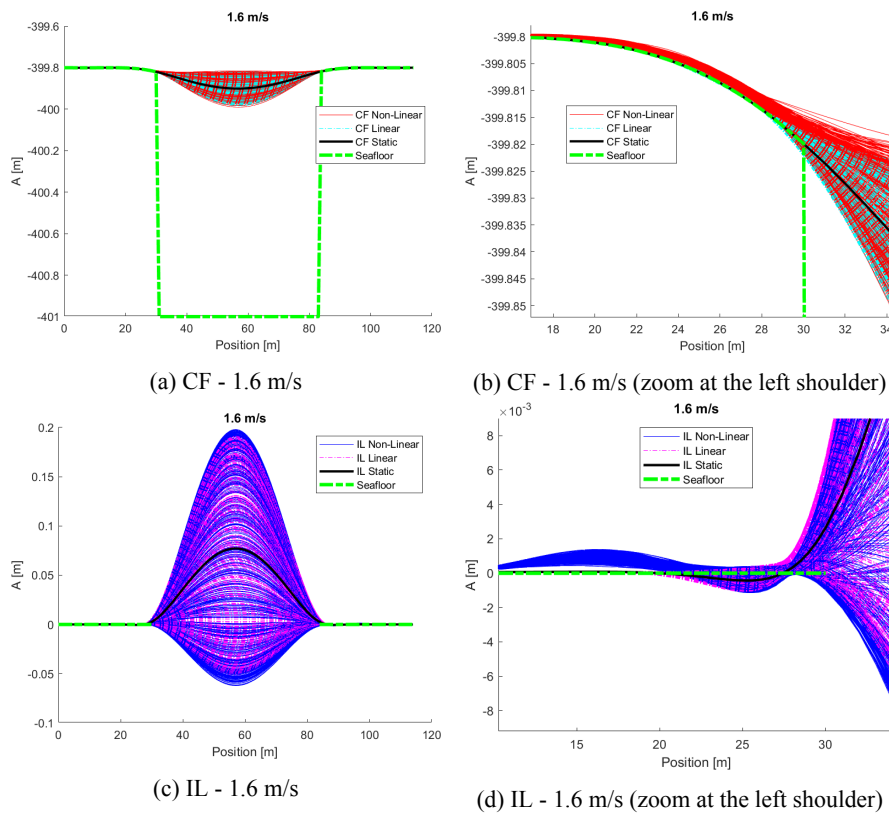 1.6 m/s
-399.6
-399.8
-400
-400.2
-400.4
-400.6
-400.8
-401
A [m]
0 20 40 60 80 100 120
Position [m]
CF Non-Linear
CF Linear
CF Static
Seafloor
(a) CF - 1.6 m/s
1.6 m/s
-399.8
-399.805
-399.81
-399.815
-399.82
-399.825
-399.83
-399.835
-399.84
-399.845
-399.85
A [m]
18 20 22 24 26 28 30 32 34
Position [m]
CF Non-Linear
CF Linear
CF Static
Seafloor
(b) CF - 1.6 m/s (zoom at the left shoulder)
1.6 m/s
0.2
0.15
0.1
0.05
0
-0.05
-0.1
A [m]
0 20 40 60 80 100 120
Position [m]
IL Non-Linear
IL Linear
IL Static
Seafloor
(c) IL - 1.6 m/s
1.6 m/s
×10⁻³
8
6
4
2
0
-2
-4
-6
-8
A [m]
15 20 25 30
Position [m]
IL Non-Linear
IL Linear
IL Static
Seafloor
(d) IL - 1.6 m/s (zoom at the left shoulder)